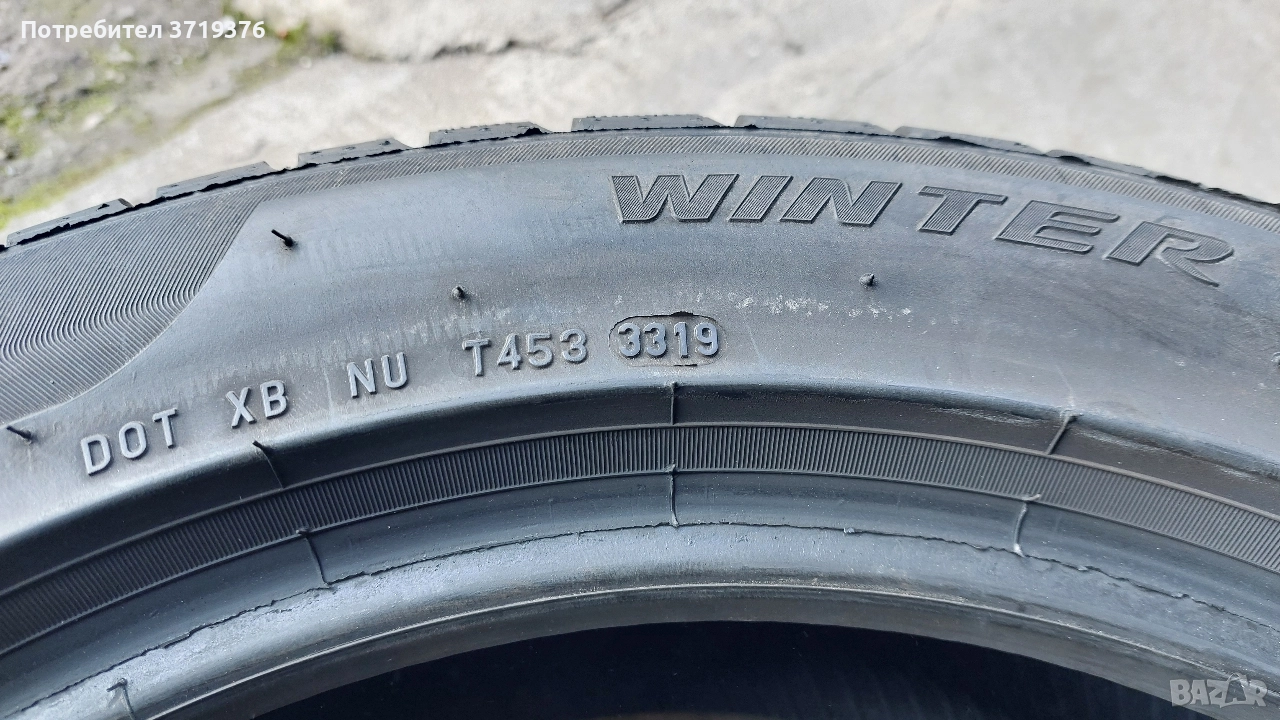 Потребител 3719376
WINTER
DOT XB NU T453 3319
BAZAR